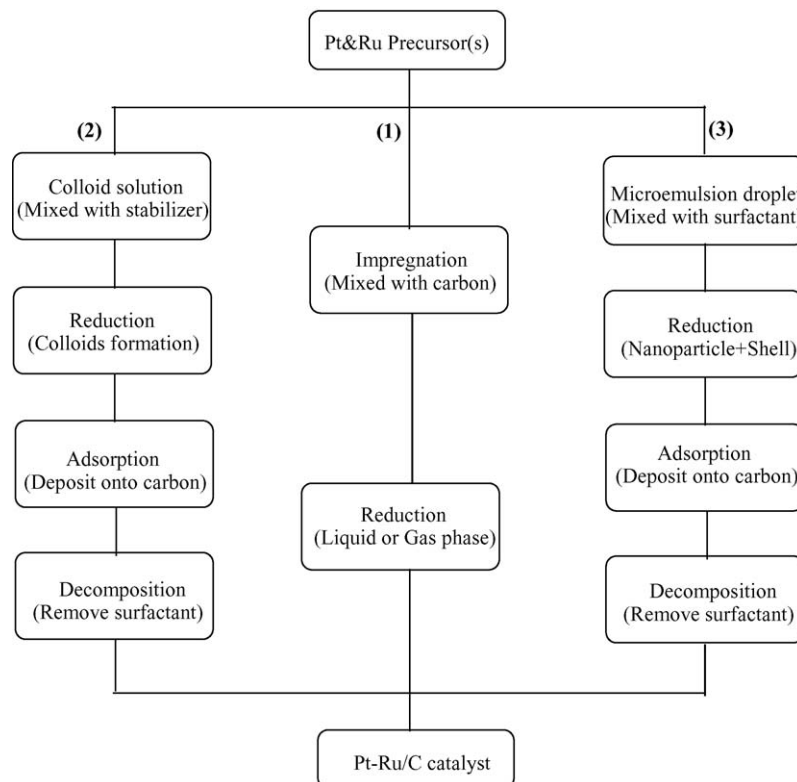 Pt&Ru Precursor(s)
(2)
(1)
(3)
Colloid solution
(Mixed with stabilizer)
Reduction
(Colloids formation)
Adsorption
(Deposit onto carbon)
Decomposition
(Remove surfactant)
Impregnation
(Mixed with carbon)
Reduction
(Liquid or Gas phase)
Microemulsion droplet
(Mixed with surfactant)
Reduction
(Nanoparticle+Shell)
Adsorption
(Deposit onto carbon)
Decomposition
(Remove surfactant)
Pt-Ru/C catalyst